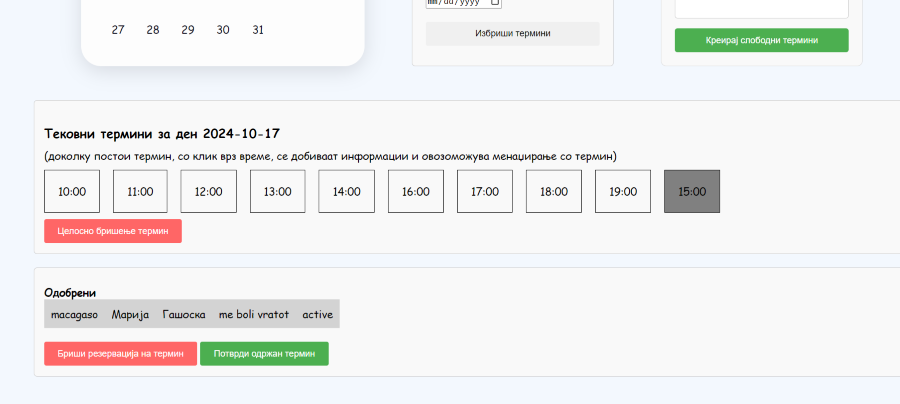 mm/dd/yyyy
27 28 29 30 31
Избриши термини
Креирај слободни термини
Тековни термини за ден 2024-10-17
(доколку постои термин, со клик врз време, се добиваат информации и овозоможува менаџирање со термин)
10:00 11:00 12:00 13:00 14:00 16:00 17:00 18:00 19:00 15:00
Целосно бришење термин
Одобрени
macagaso Марија Гашоска me boli vratot active
Бриши резервација на термин Потврди одржан термин